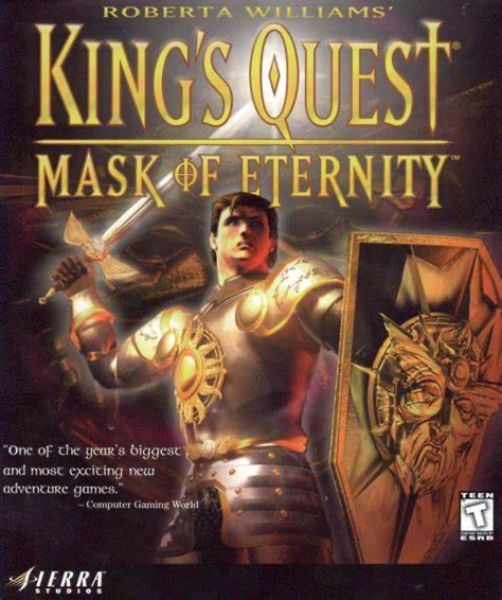 ROBERTA WILLIAMS'
KING'S QUEST®
MASK OF ETERNITY™
"One of the year's biggest
and most exciting new
adventure games."
– Computer Gaming World
TEEN
T
ESRB
SIERRA
STUDIOS